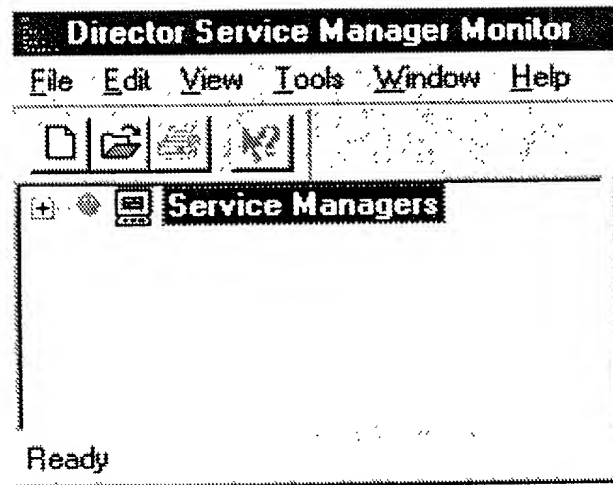 Director Service Manager Monitor
File Edit View Tools Window Help
Service Managers
Ready